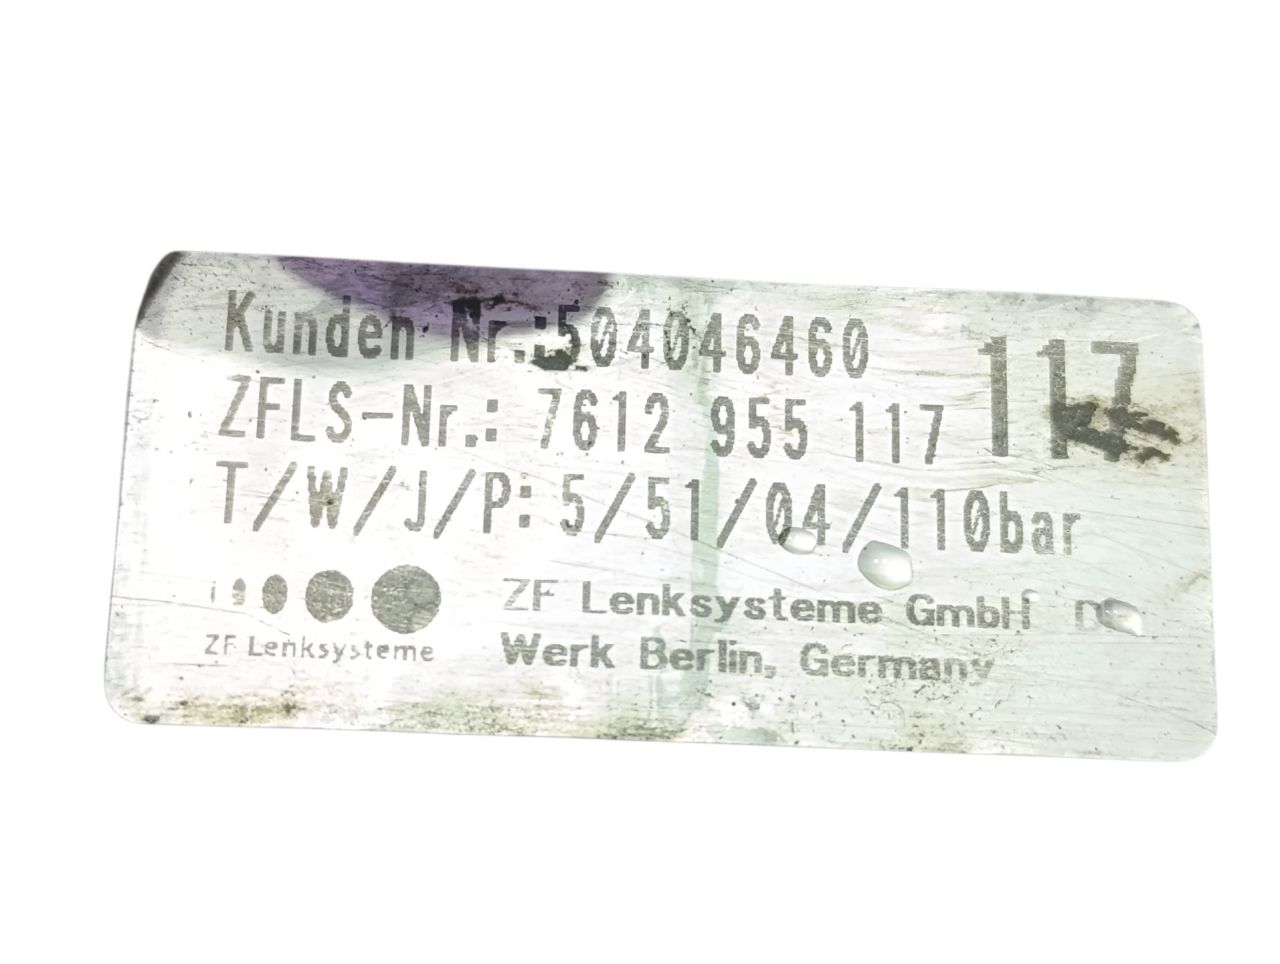 Kunden Nr.:504046460
ZFLS-Nr.: 7612 955 117
117
T/W/J/P: 5/51/04/110bar
ZF Lenksysteme GmbH
ZF Lenksysteme
Werk Berlin, Germany